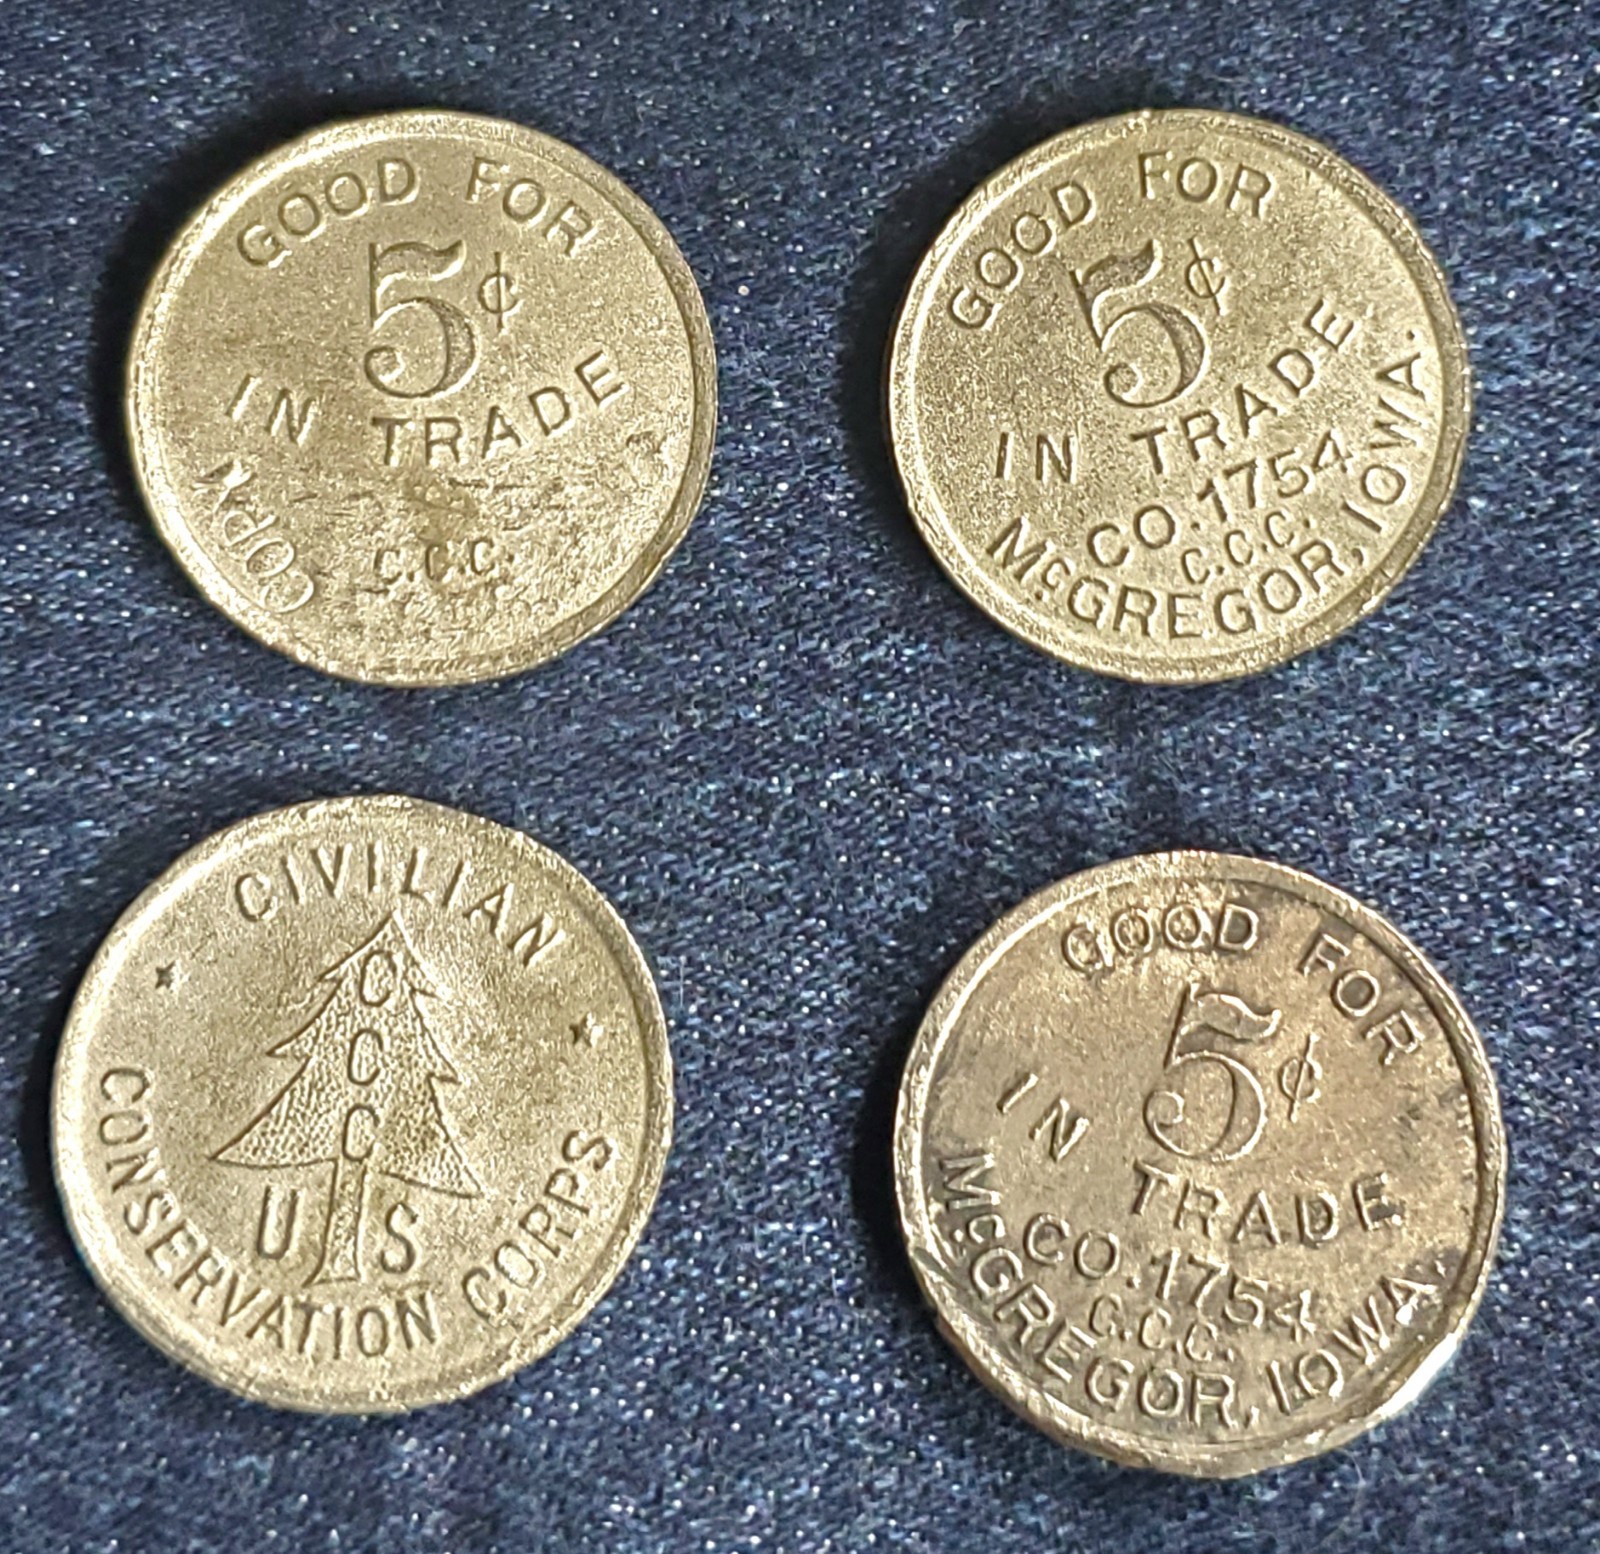 GOOD FOR
5¢
IN TRADE
C.C.C.
CORP
GOOD FOR
5¢
IN TRADE
CO. 1754
C.C.C.
McGREGOR, IOWA.
CIVILIAN
C
C
C
U S
CONSERVATION CORPS
GOOD FOR
5¢
IN TRADE
CO. 1754
C.C.C.
McGREGOR, IOWA.